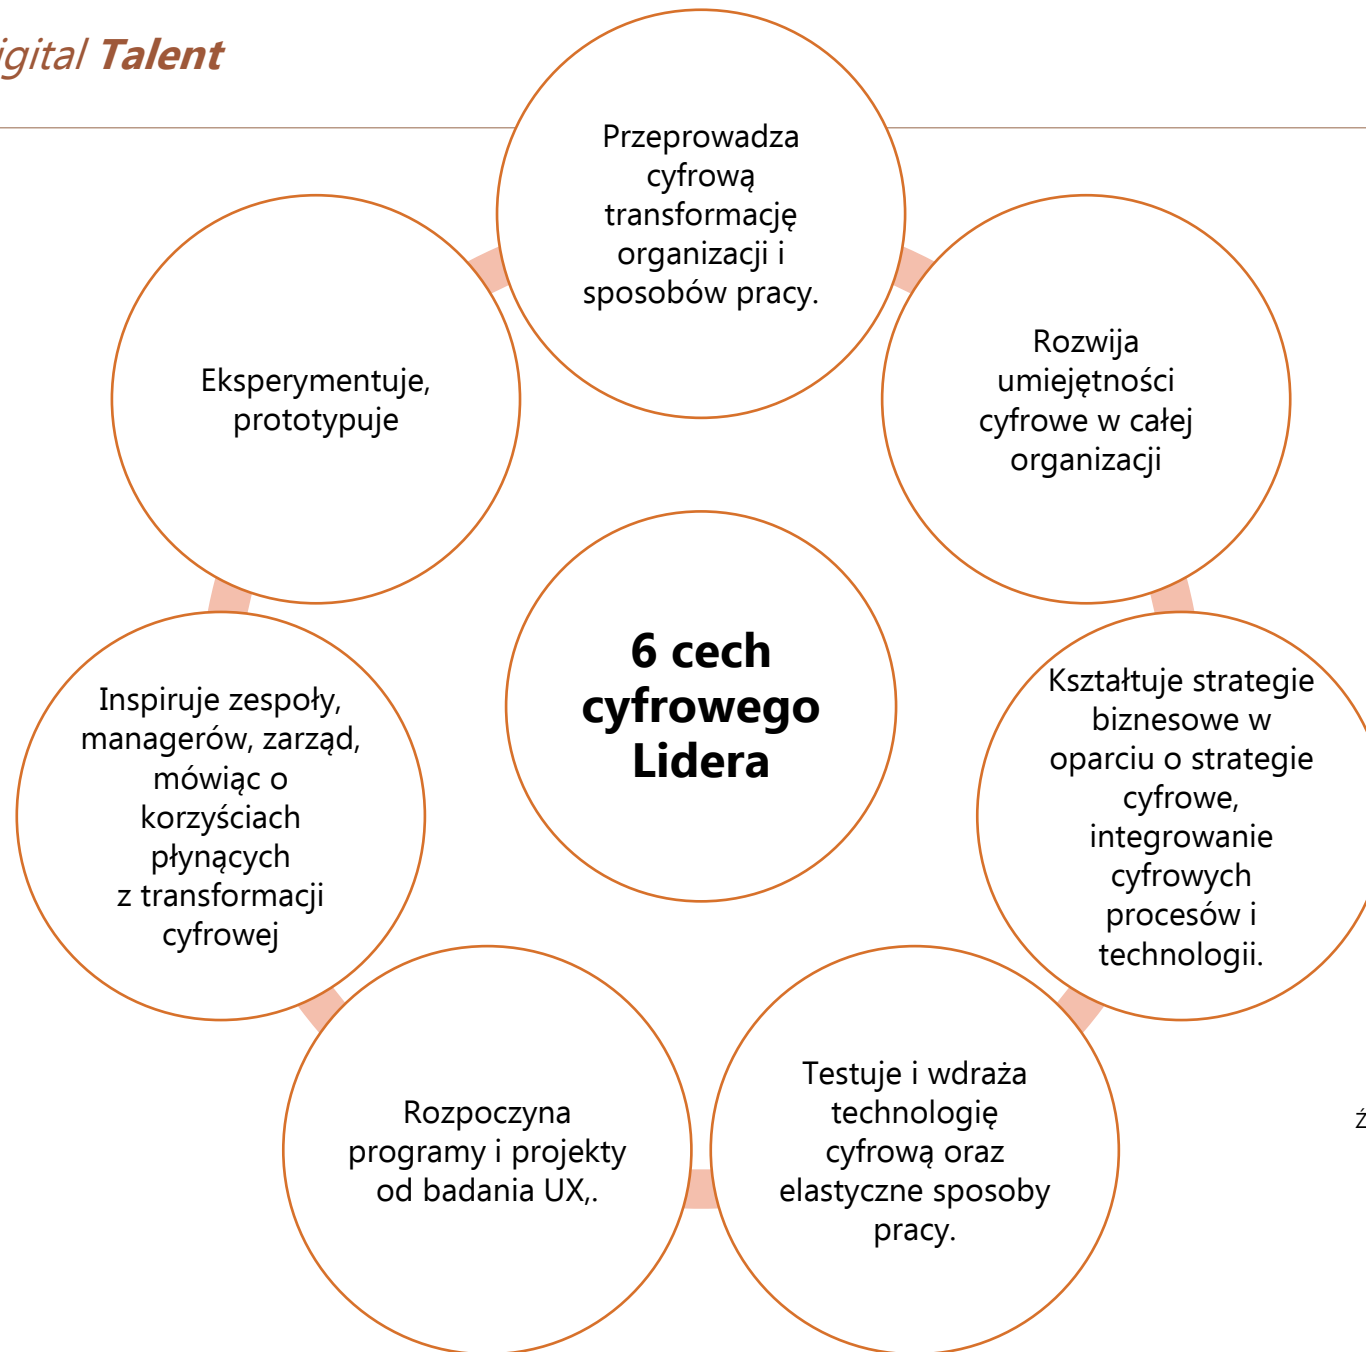 igital Talent
Przeprowadza
cyfrową
transformację
organizacji i
sposobów pracy.
Rozwija
umiejętności
cyfrowe w całej
organizacji
Kształtuje strategie
biznesowe w
oparciu o strategie
cyfrowe,
integrowanie
cyfrowych
procesów i
technologii.
Testuje i wdraża
technologię
cyfrową oraz
elastyczne sposoby
pracy.
Rozpoczyna
programy i projekty
od badania UX,.
Inspiruje zespoły,
managerów, zarząd,
mówiąc o
korzyściach
płynących
z transformacji
cyfrowej
Eksperymentuje,
prototypuje
6 cech
cyfrowego
Lidera
Ź